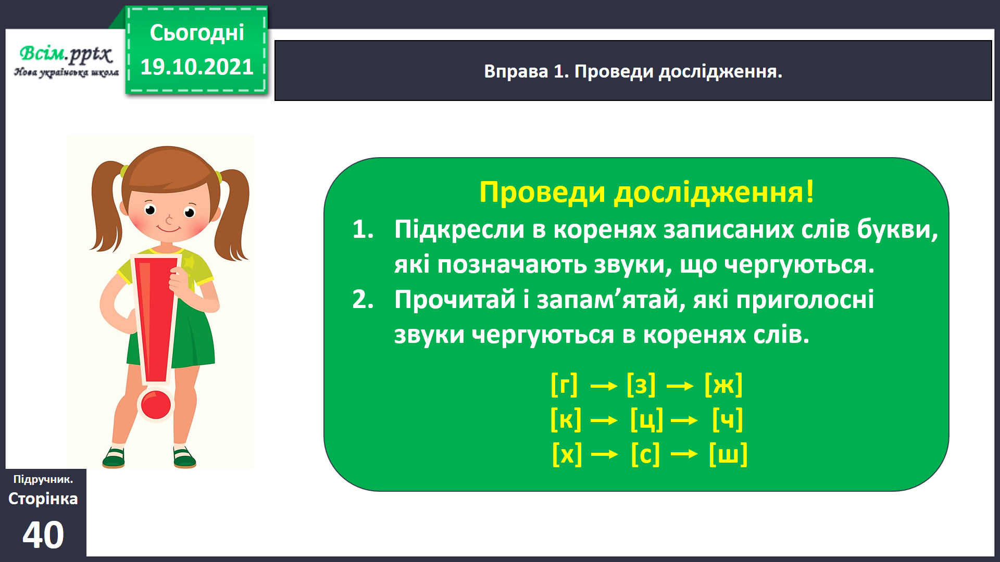 Сьогодні
19.10.2021
Всім.pptx
Нова українська школа
Вправа 1. Проведи дослідження.
Проведи дослідження!
1. Підкресли в коренях записаних слів букви,
які позначають звуки, що чергуються.
2. Прочитай і запам’ятай, які приголосні
звуки чергуються в коренях слів.
[г] → [з] → [ж]
[к] → [ц] → [ч]
[х] → [с] → [ш]
Підручник.
Сторінка
40